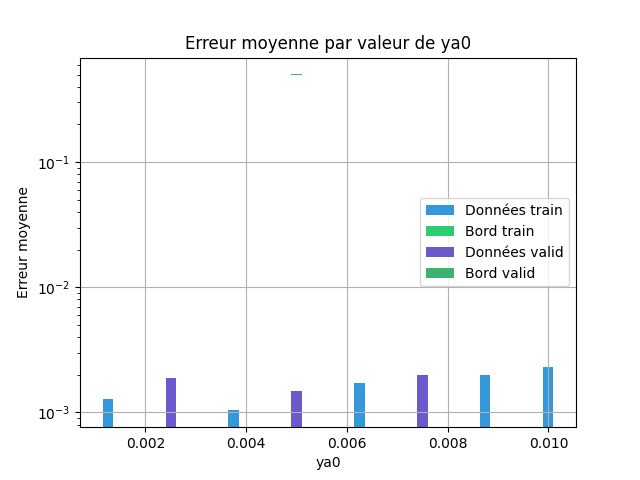 Erreur moyenne par valeur de ya0
Erreur moyenne
10⁻¹
10⁻²
10⁻³
Données train
Bord train
Données valid
Bord valid
0.002 0.004 0.006 0.008 0.010
ya0